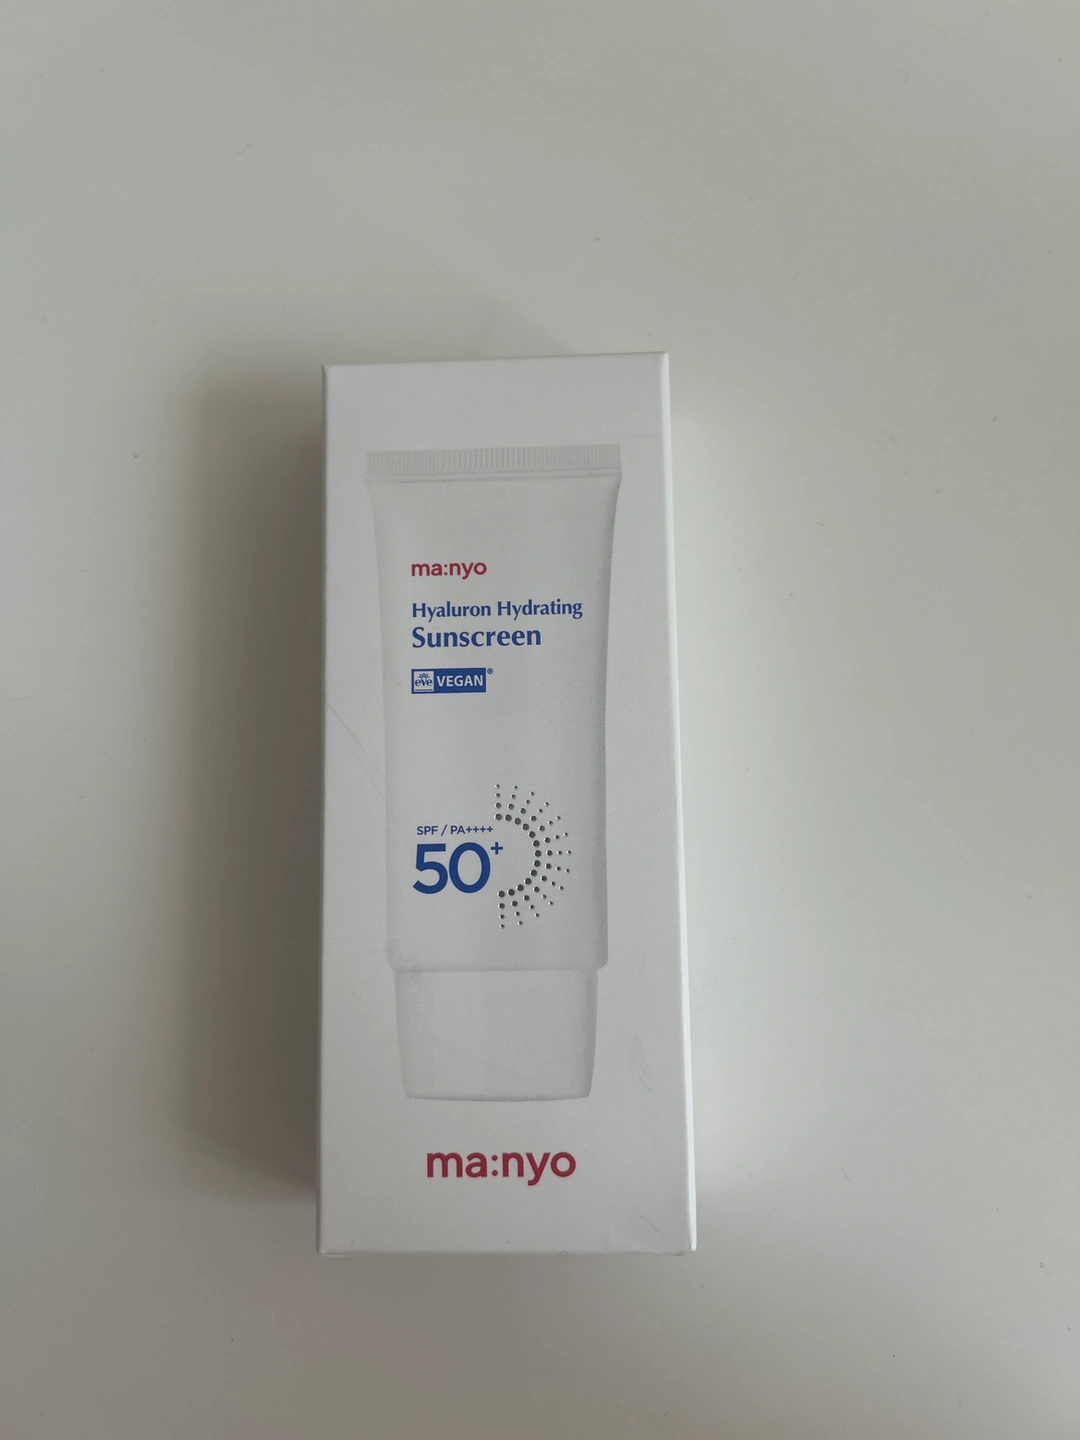 ma:nyo
Hyaluron Hydrating
Sunscreen
eve VEGAN®
SPF / PA++++
50+
ma:nyo